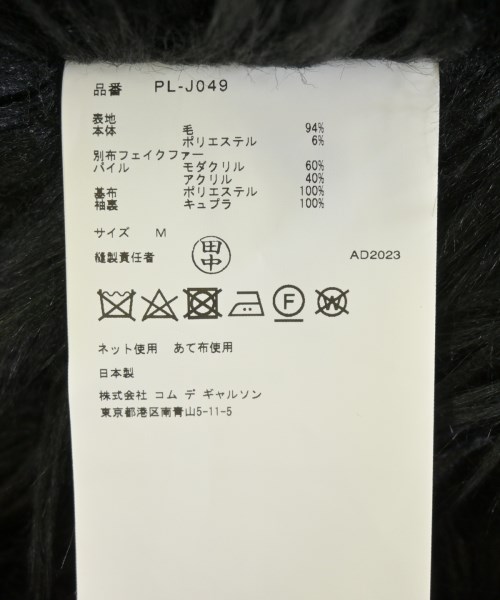 品番 PL-J049
表地
本体 毛 94%
ポリエステル 6%
別布フェイクファー
パイル モダクリル 60%
アクリル 40%
基布 ポリエステル 100%
袖裏 キュプラ 100%
サイズ M
縫製責任者 田中 AD2023
F W
ネット使用 あて布使用
日本製
株式会社 コム デ ギャルソン
東京都港区南青山5-11-5